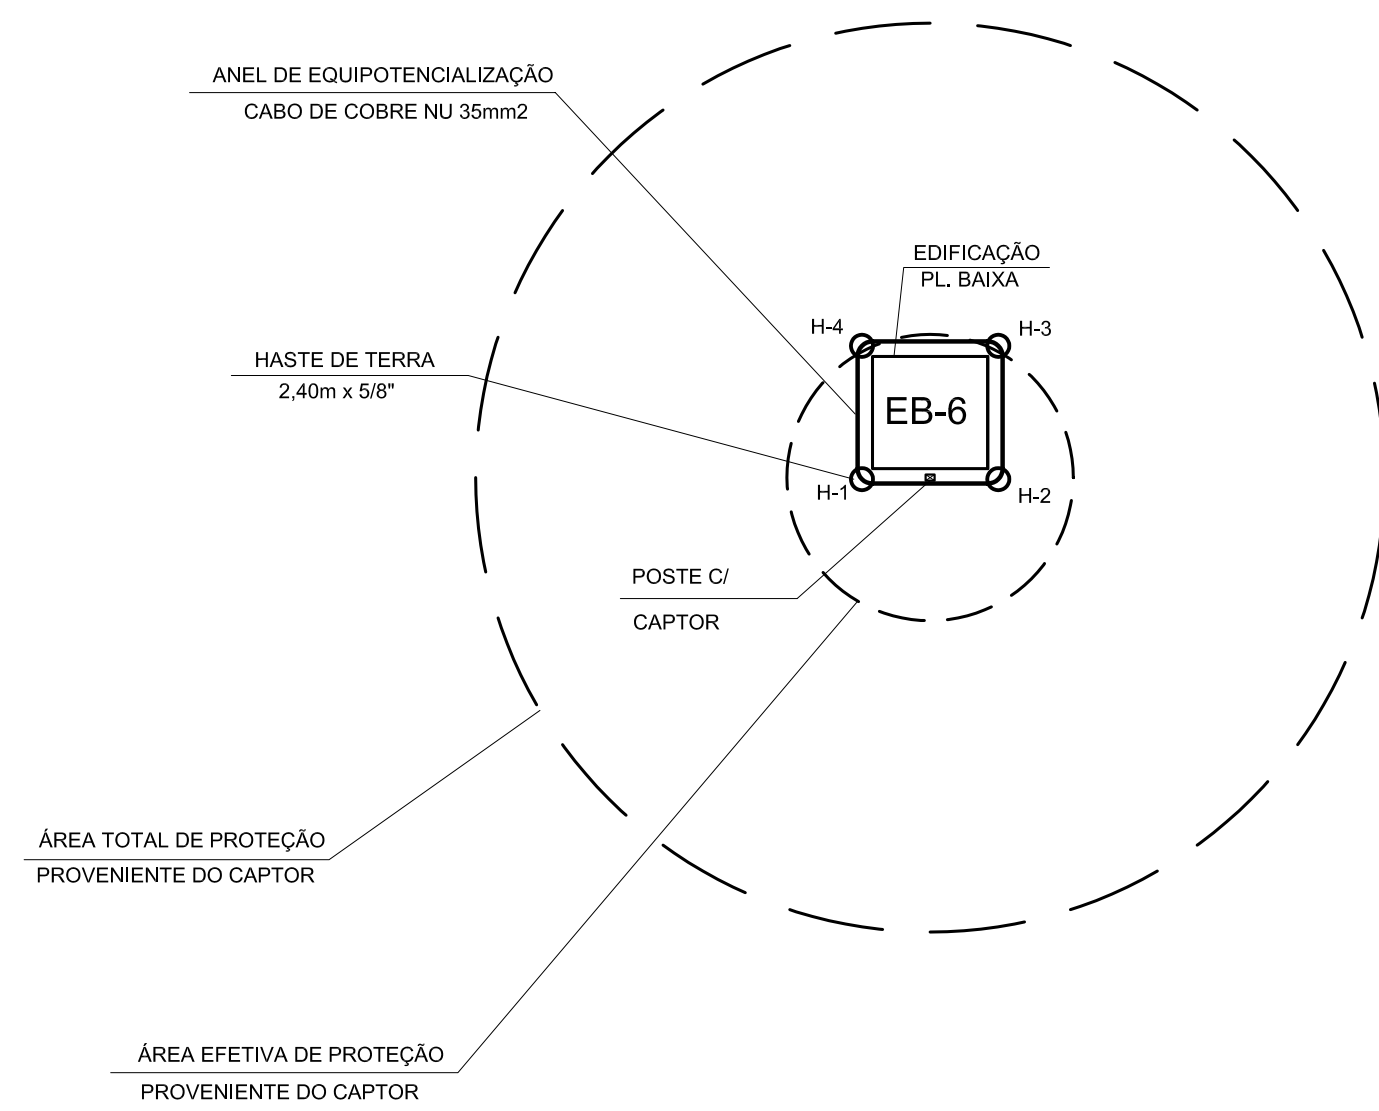 ANEL DE EQUIPOTENCIALIZAÇÃO
CABO DE COBRE NU 35mm2
EDIFICAÇÃO
PL. BAIXA
H-4
H-3
HASTE DE TERRA
2,40m x 5/8"
EB-6
H-1
H-2
POSTE C/
CAPTOR
ÁREA TOTAL DE PROTEÇÃO
PROVENIENTE DO CAPTOR
ÁREA EFETIVA DE PROTEÇÃO
PROVENIENTE DO CAPTOR